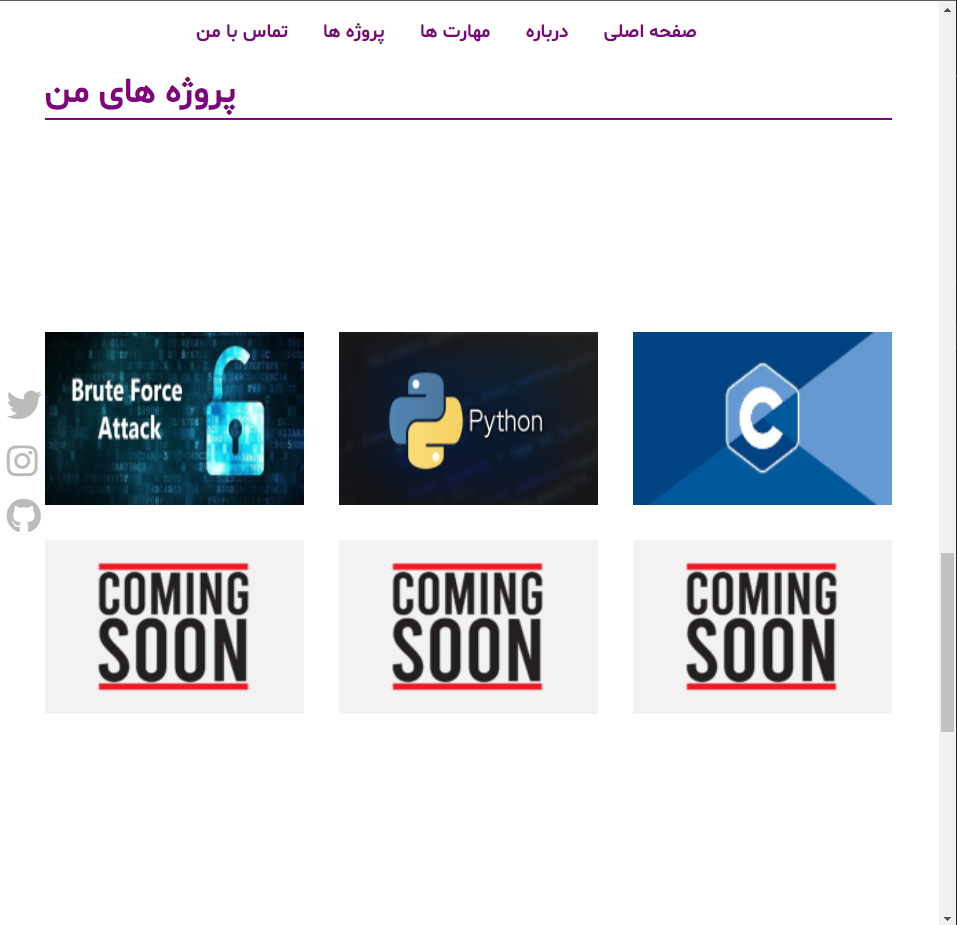 صفحه اصلی درباره مهارت ها پروژه ها تماس با من
پروژه های من
Brute Force
Attack
Python
C
COMING
SOON
COMING
SOON
COMING
SOON